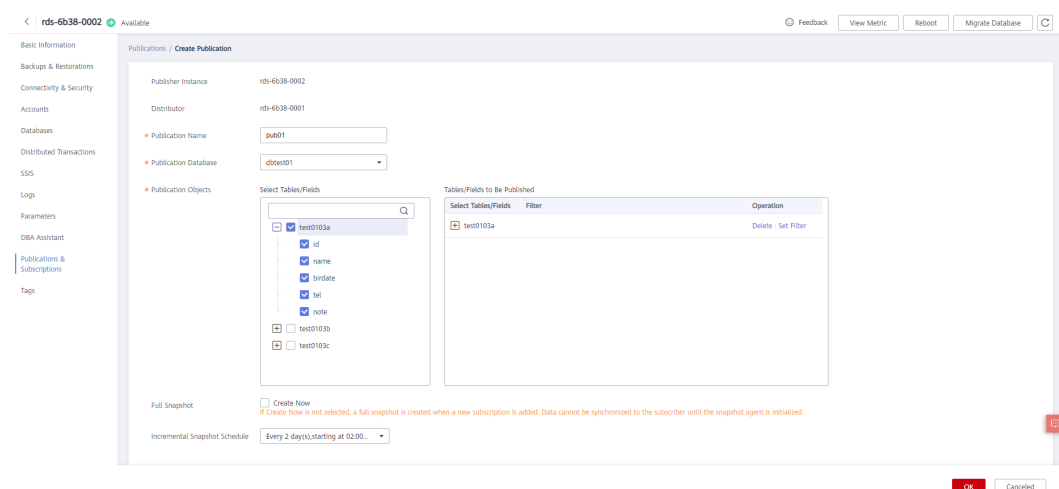 rds-6b38-0002 Available Feedback View Metric Reboot Migrate Database
Basic Information
Publications / Create Publication
Backups & Restorations
Connectivity & Security
Accounts
Databases
Distributed Transactions
SSIS
Logs
Parameters
DBA Assistant
Publications &
Subscriptions
Tags
Publisher Instance rds-6b38-0002
Distributor rds-6b38-0001
* Publication Name pub01
* Publication Database dbtest01
* Publication Objects Select Tables/Fields Tables/Fields to Be Published
Select Tables/Fields Filter Operation
test0103a
id
name
birdate
tel
note
test0103b
test0103c
test0103a Delete Set Filter
Full Snapshot Create Now
If Create Now is not selected, a full snapshot is created when a new subscription is added. Data cannot be synchronized to the subscriber until the snapshot agent is initialized.
Incremental Snapshot Schedule Every 2 day(s),starting at 02:00...
OK Canceled